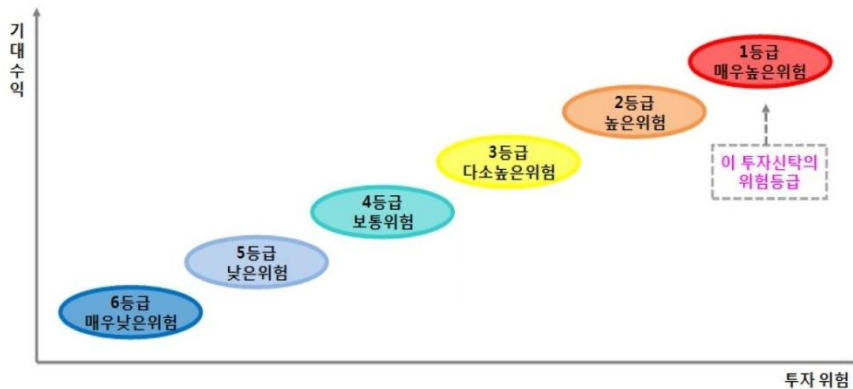 기대수익
1등급
매우높은위험
2등급
높은위험
3등급
다소높은위험
이 투자신탁의
위험등급
4등급
보통위험
5등급
낮은위험
6등급
매우낮은위험
투자 위험